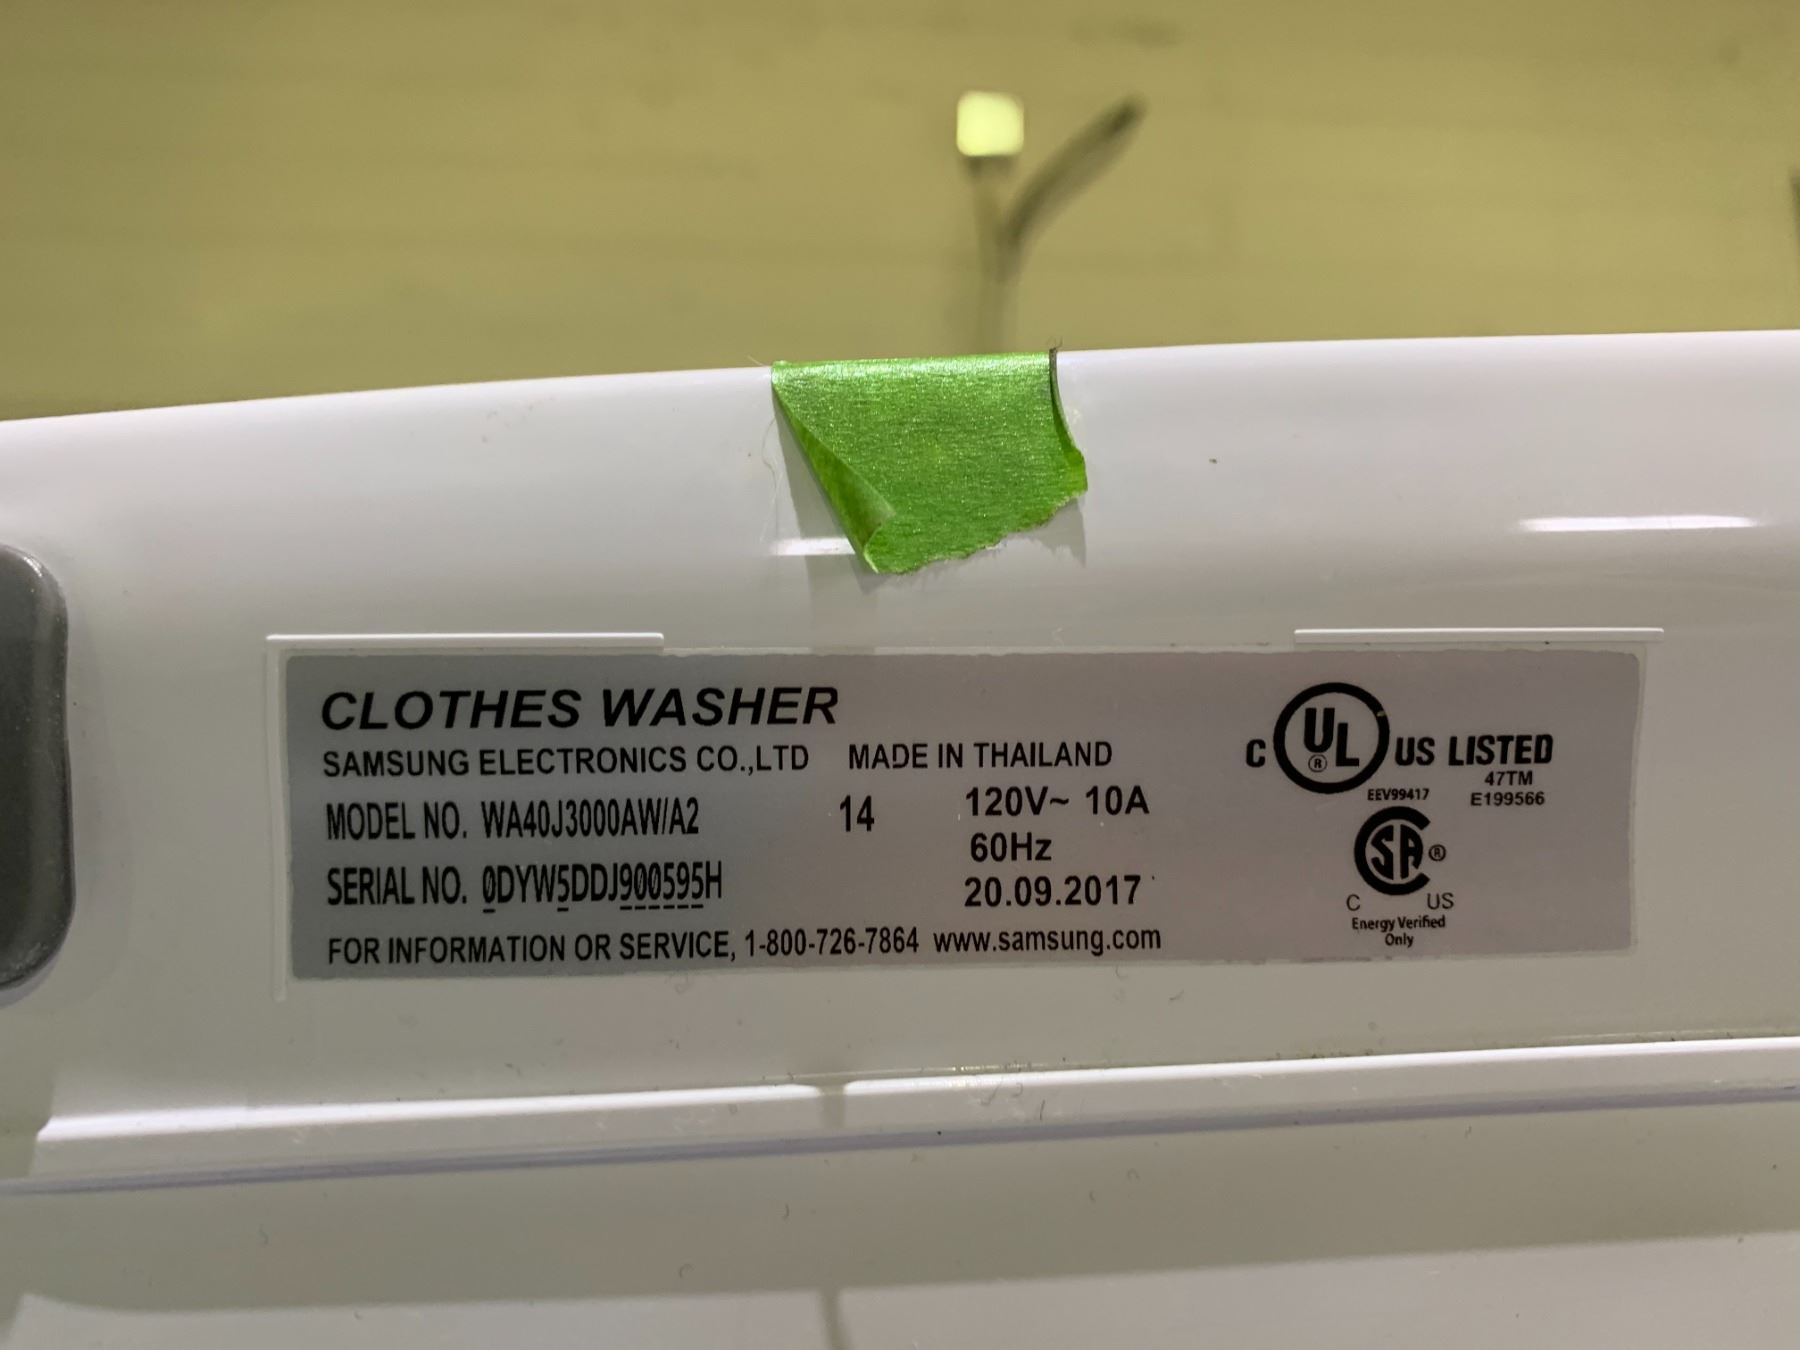 CLOTHES WASHER
SAMSUNG ELECTRONICS CO.,LTD MADE IN THAILAND
MODEL NO. WA40J3000AW/A2 14 120V~ 10A
60Hz
SERIAL NO. 0DYW5DDJ900595H 20.09.2017
FOR INFORMATION OR SERVICE, 1-800-726-7864 www.samsung.com
C UL ® US LISTED
47TM
EEV99417 E199566
SA ®
C US
Energy Verified
Only